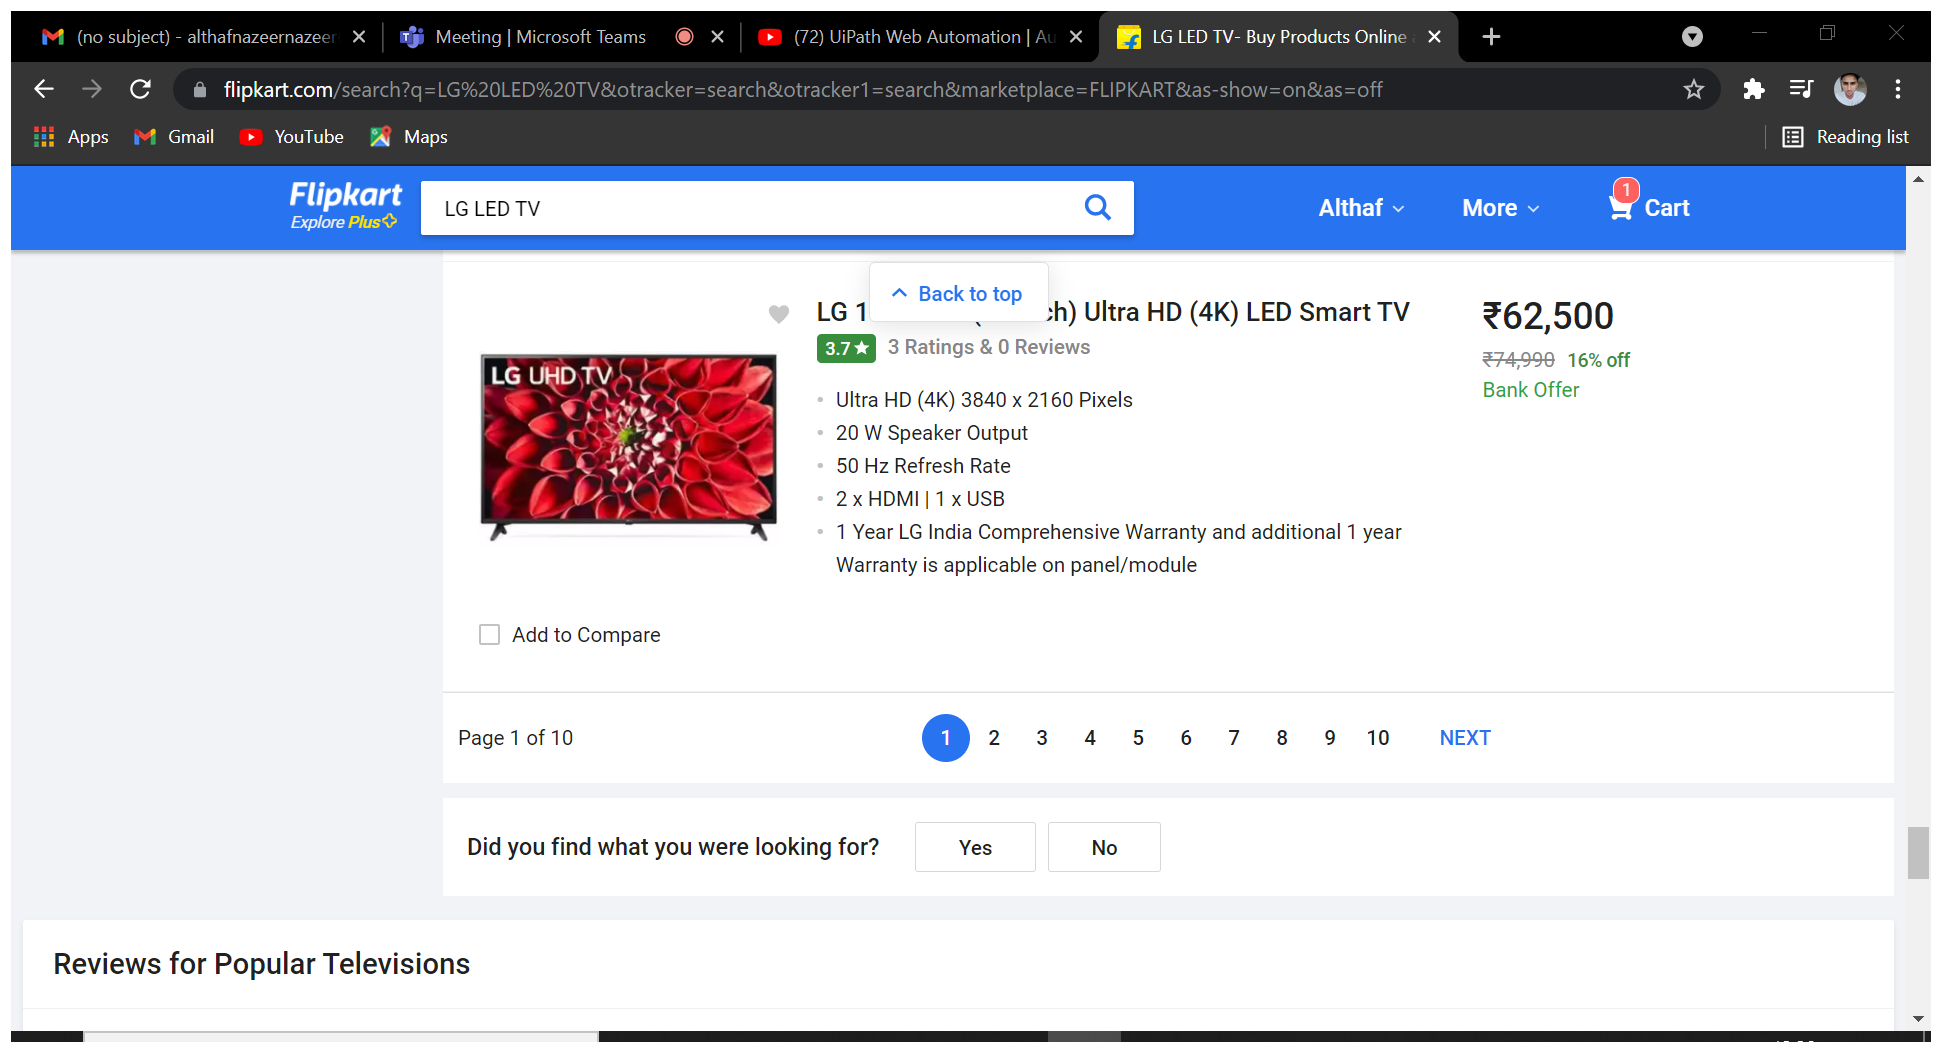 (no subject) - althafnazeernazeer
Meeting | Microsoft Teams
(72) UiPath Web Automation | Au
LG LED TV- Buy Products Online
flipkart.com/search?q=LG%20LED%20TV&otracker=search&otracker1=search&marketplace=FLIPKART&as-show=on&as=off
Apps
Gmail
YouTube
Maps
Reading list
Flipkart
Explore Plus
LG LED TV
Althaf
More
1
Cart
Back to top
LG 1 ch) Ultra HD (4K) LED Smart TV
3.7★ 3 Ratings & 0 Reviews
LG UHD TV
• Ultra HD (4K) 3840 x 2160 Pixels
• 20 W Speaker Output
• 50 Hz Refresh Rate
• 2 x HDMI | 1 x USB
• 1 Year LG India Comprehensive Warranty and additional 1 year
Warranty is applicable on panel/module
₹62,500
₹74,990 16% off
Bank Offer
Add to Compare
Page 1 of 10
1 2 3 4 5 6 7 8 9 10 NEXT
Did you find what you were looking for?
Yes
No
Reviews for Popular Televisions